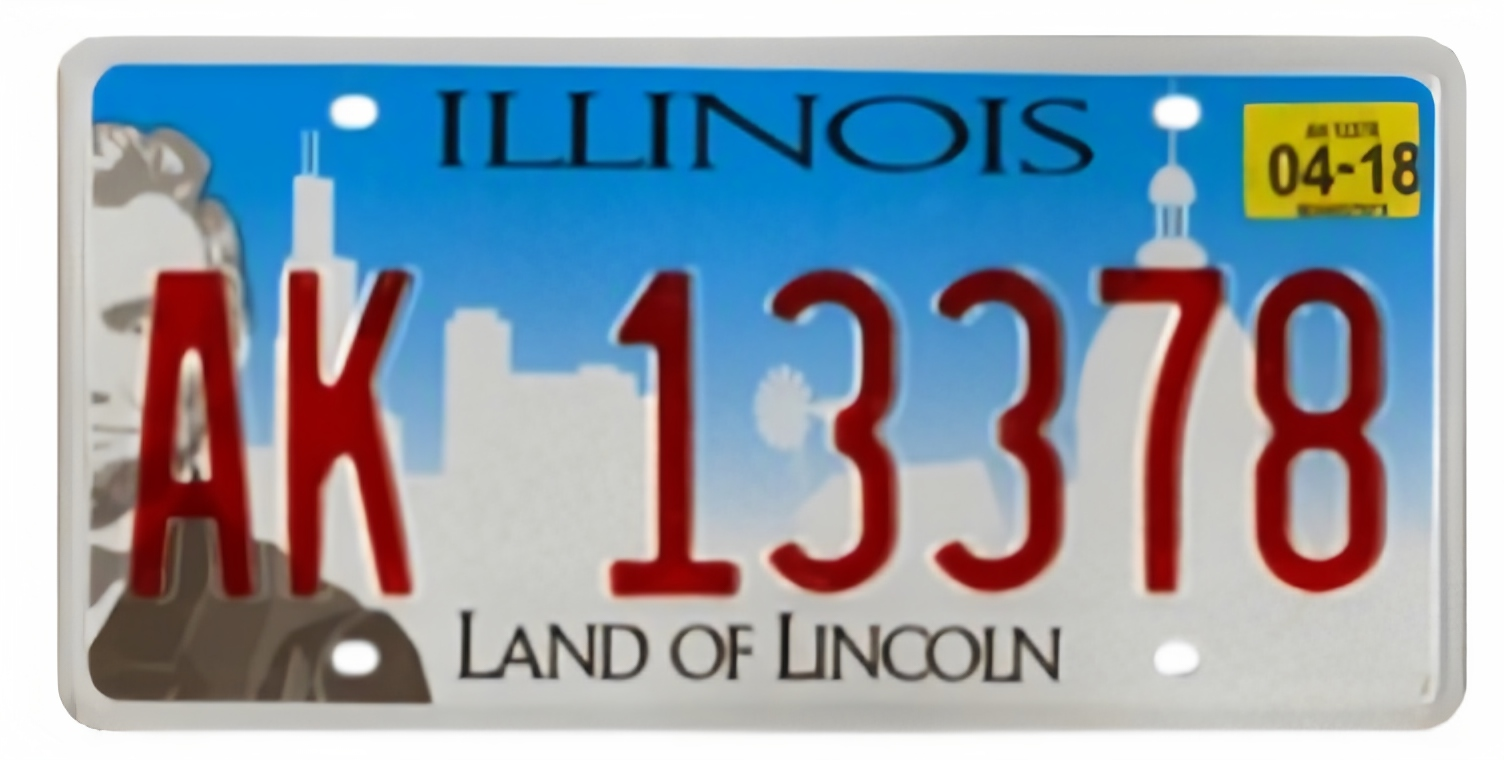 ILLINOIS
04-18
AK 13378
LAND OF LINCOLN